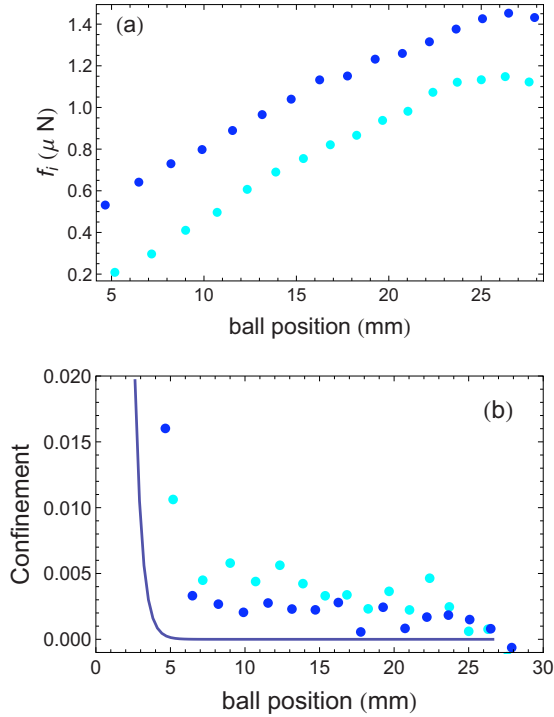 (a)
f_i (μ N)
1.4
1.2
1.0
0.8
0.6
0.4
0.2
5 10 15 20 25
ball position (mm)
(b)
Confinement
0.020
0.015
0.010
0.005
0.000
0 5 10 15 20 25 30
ball position (mm)